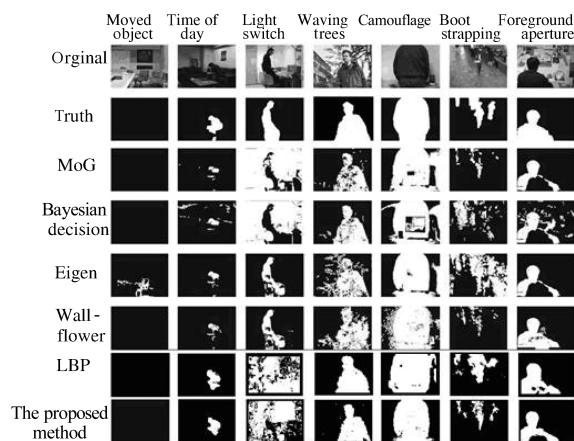 Moved Time of Light Waving Camouflage Boot Foreground
object day switch trees strapping aperture
Orginal
Truth
MoG
Bayesian
decision
Eigen
Wall-
flower
LBP
The proposed
method